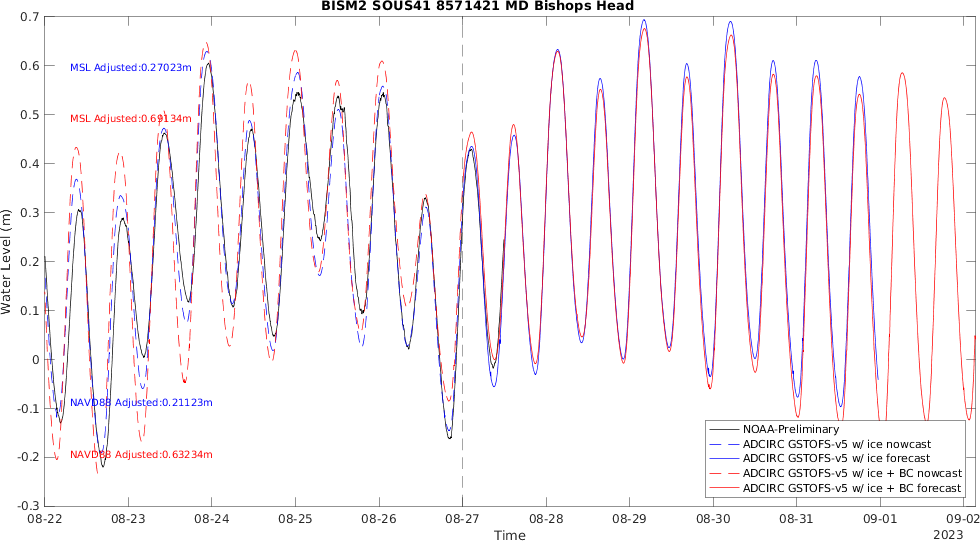 BISM2 SOUS41 8571421 MD Bishops Head
0.7
0.6
0.5
0.4
0.3
0.2
0.1
0
-0.1
-0.2
-0.3
Water Level (m)
MSL Adjusted:0.27023m
MSL Adjusted:0.69134m
NAVD88 Adjusted:0.21123m
NAVD88 Adjusted:0.63234m
NOAA-Preliminary
ADCIRC GSTOFS-v5 w/ ice nowcast
ADCIRC GSTOFS-v5 w/ ice forecast
ADCIRC GSTOFS-v5 w/ ice + BC nowcast
ADCIRC GSTOFS-v5 w/ ice + BC forecast
08-22 08-23 08-24 08-25 08-26 08-27 08-28 08-29 08-30 08-31 09-01 09-02
Time
2023